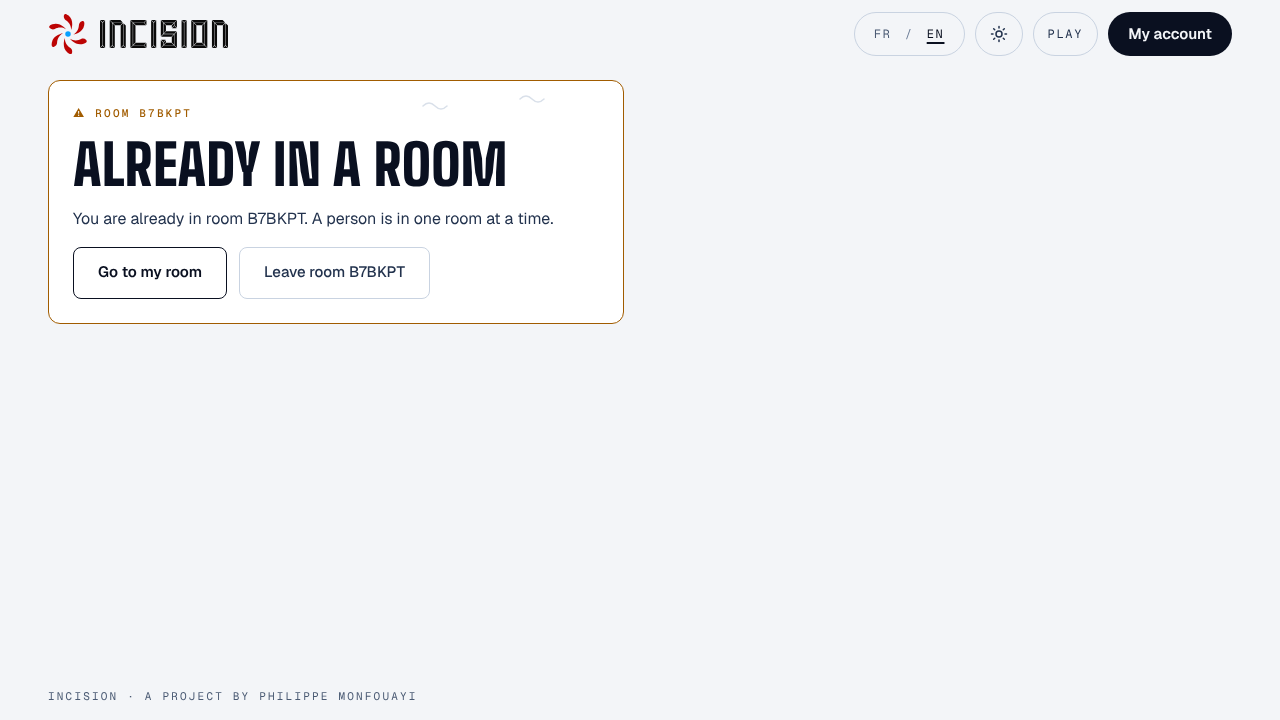 INCISION
FR / EN
PLAY
My account
ROOM B7BKPT
ALREADY IN A ROOM
You are already in room B7BKPT. A person is in one room at a time.
Go to my room
Leave room B7BKPT
INCISION · A PROJECT BY PHILIPPE MONFOUAYI